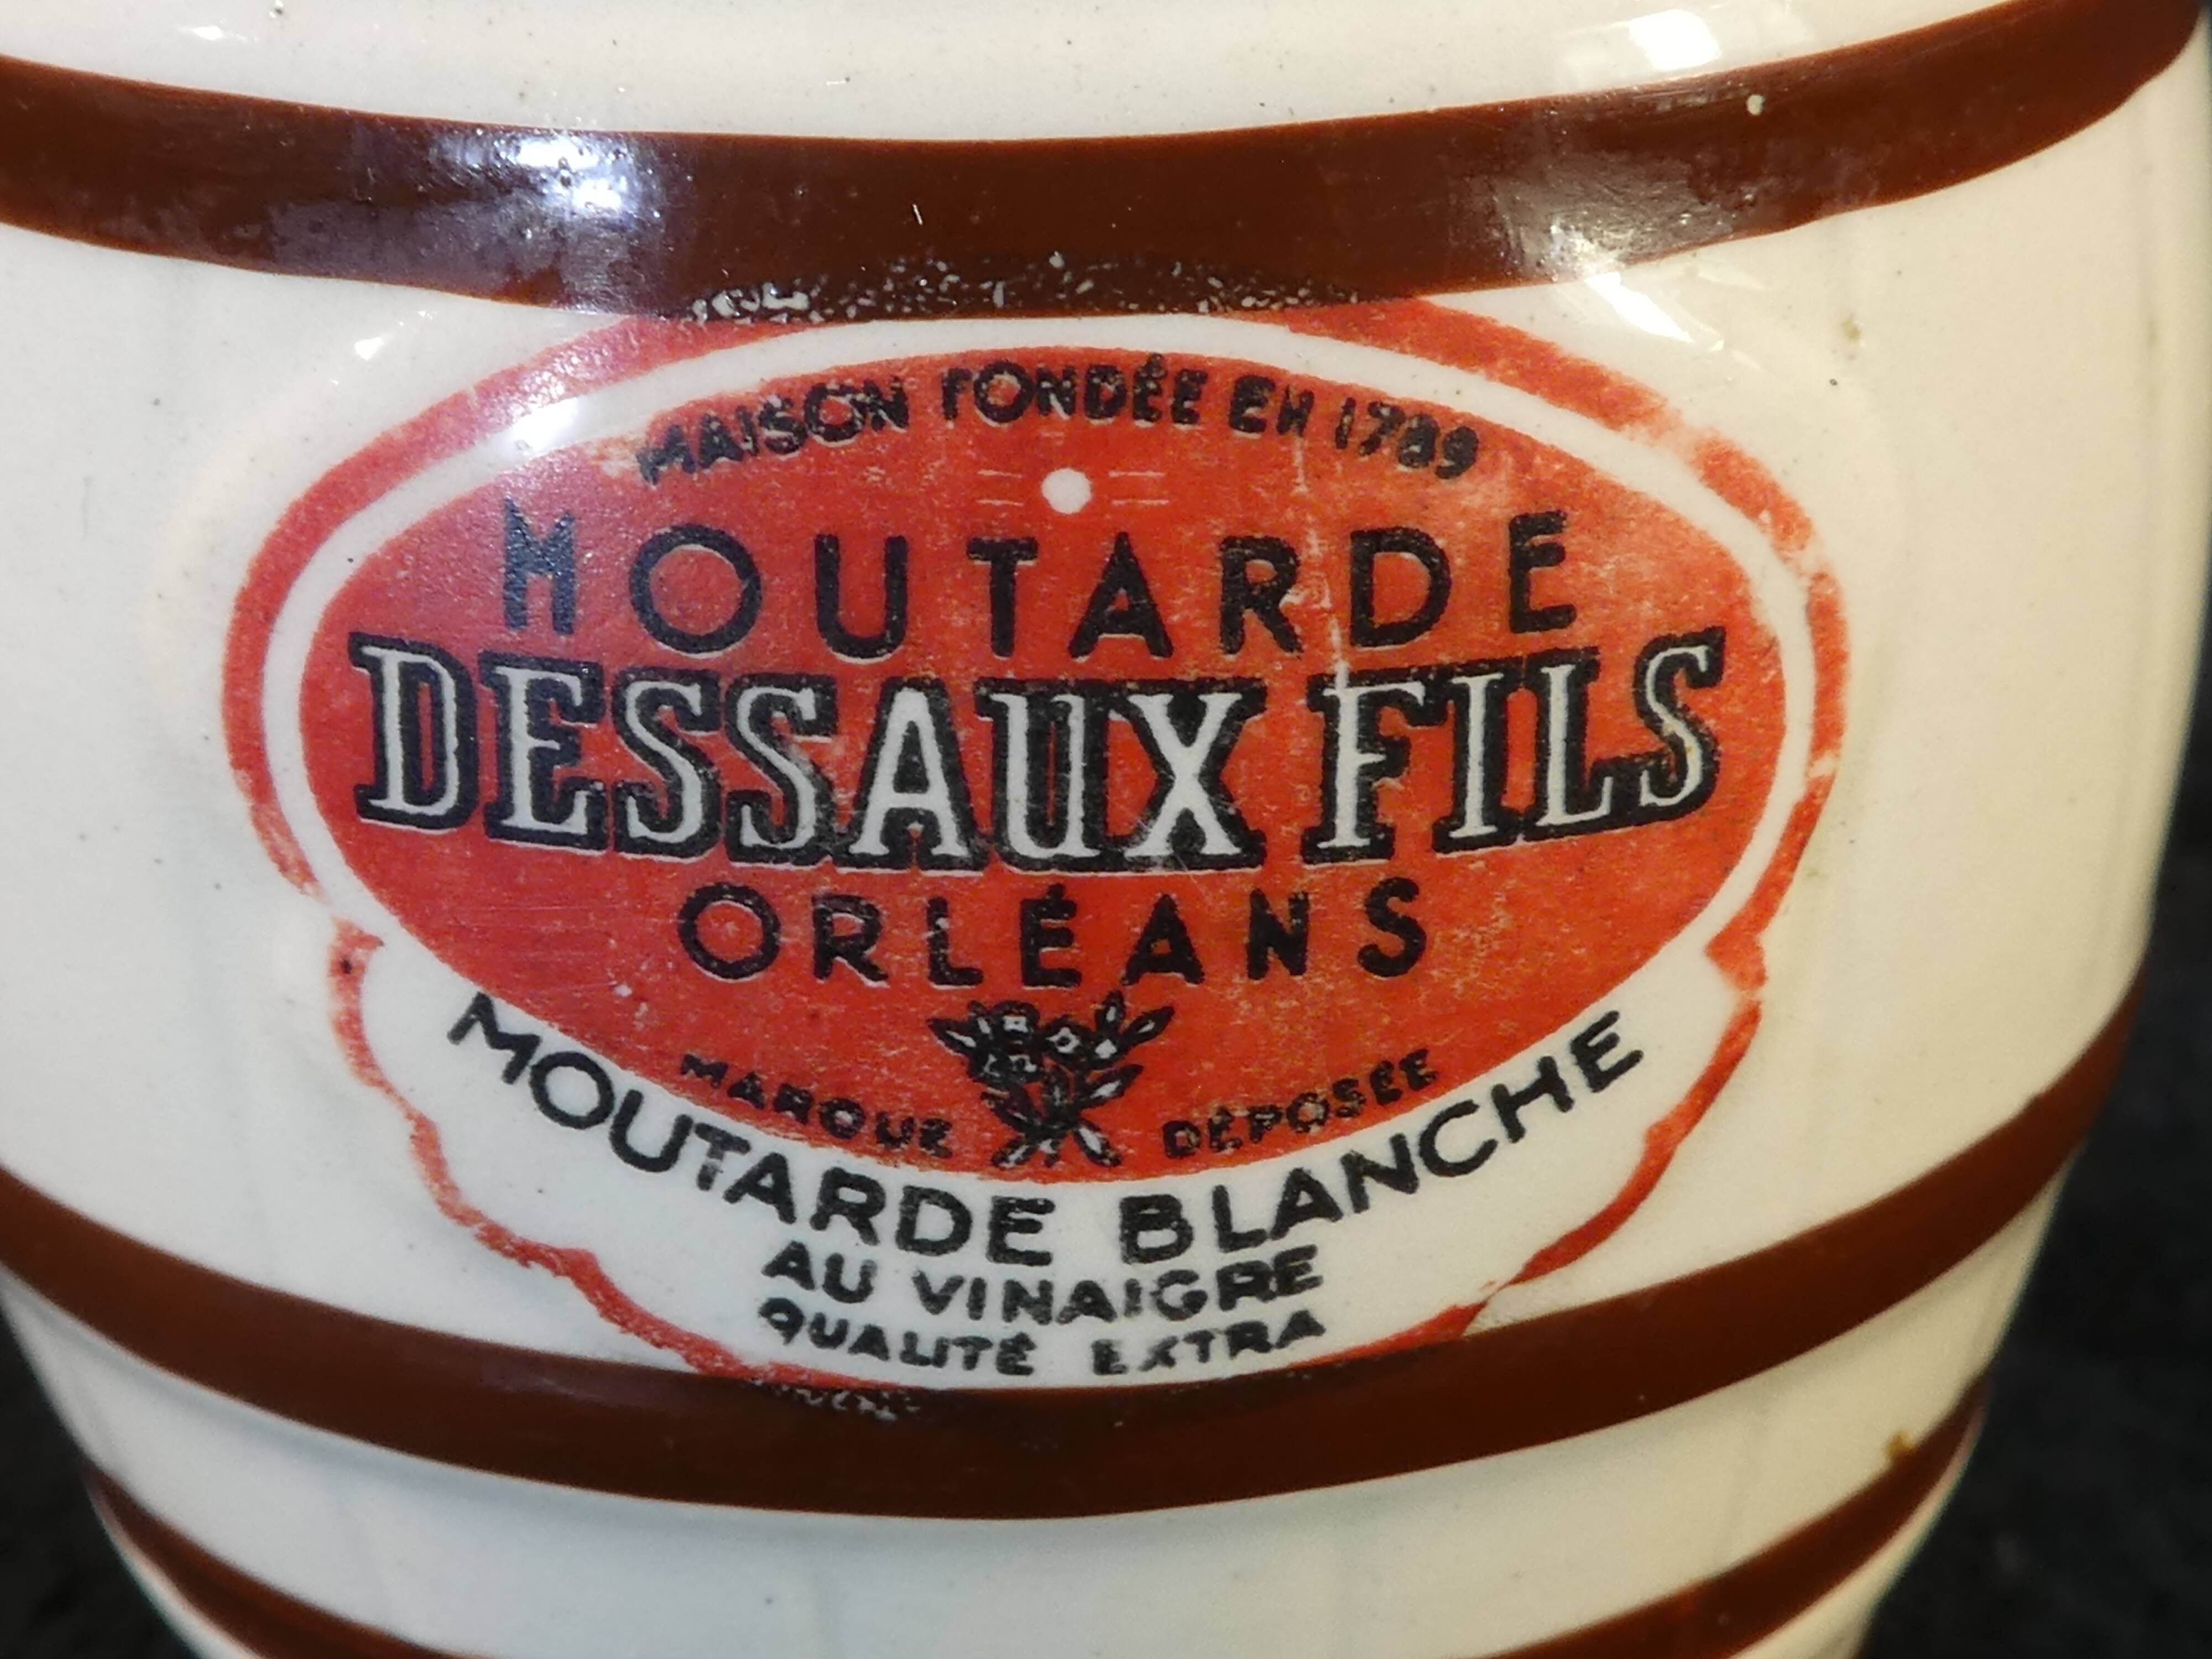 MAISON FONDÉE EN 1789
MOUTARDE
DESSAUX FILS
ORLÉANS
MARQUE DÉPOSÉE
MOUTARDE BLANCHE
AU VINAIGRE
QUALITÉ EXTRA